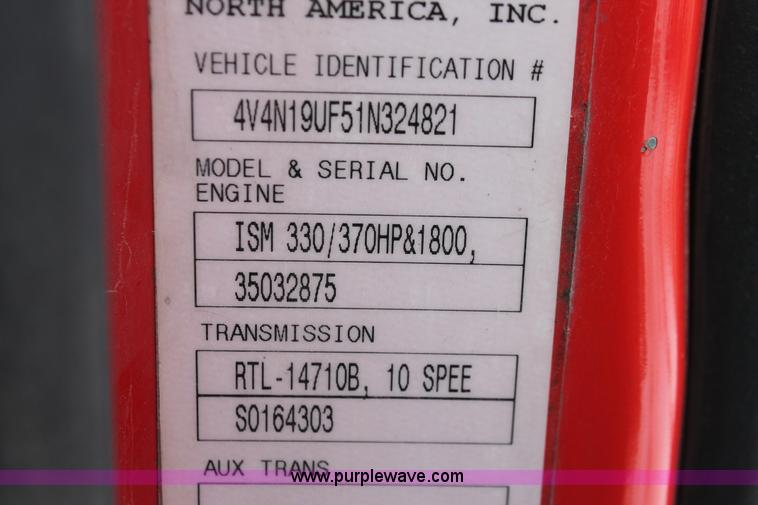 NORTH AMERICA, INC.
VEHICLE IDENTIFICATION #
4V4N19UF51N324821
MODEL & SERIAL NO.
ENGINE
ISM 330/370HP&1800,
35032875
TRANSMISSION
RTL-14710B, 10 SPEE
S0164303
AUX TRANS
www.purplewave.com